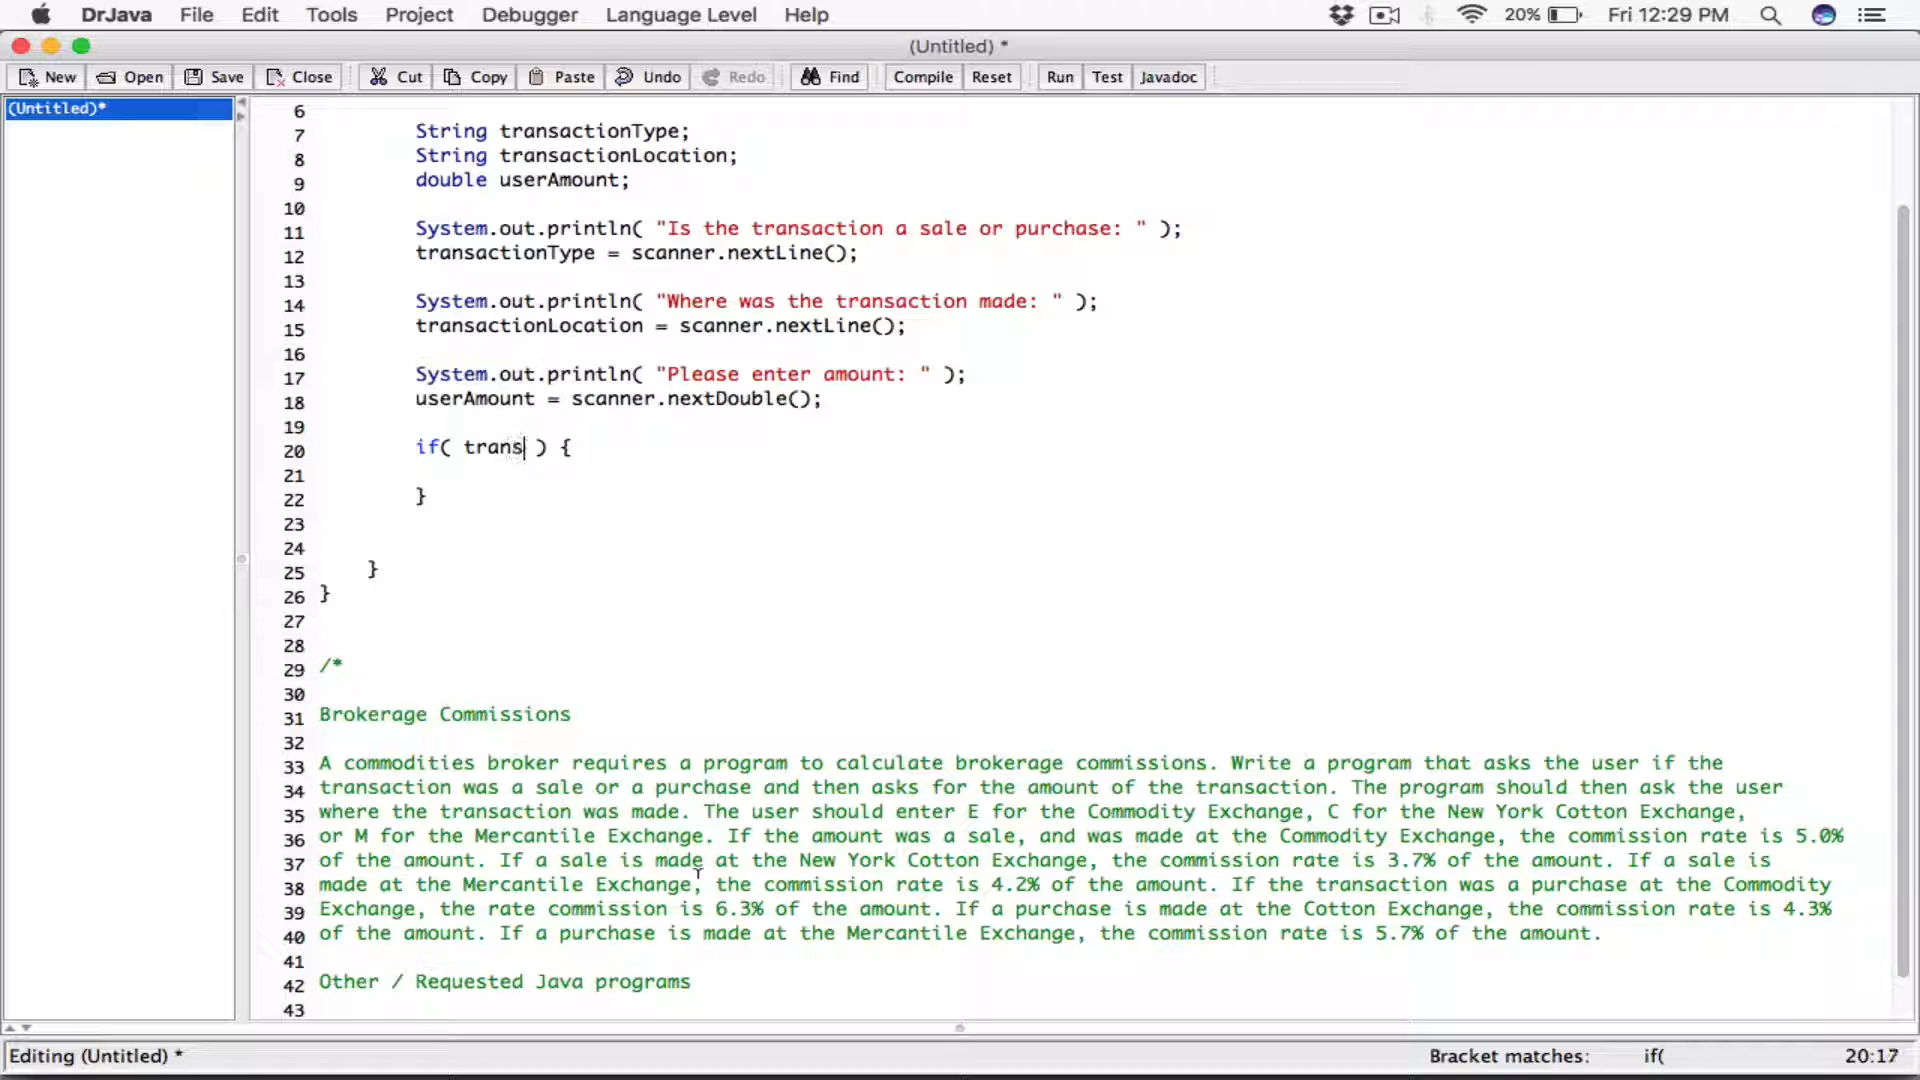 DrJava File Edit Tools Project Debugger Language Level Help 20% Fri 12:29 PM
(Untitled) *
New Open Save Close Cut Copy Paste Undo Redo Find Compile Reset Run Test Javadoc
(Untitled)*
6
7 String transactionType;
8 String transactionLocation;
9 double userAmount;
10
11 System.out.println( "Is the transaction a sale or purchase: " );
12 transactionType = scanner.nextLine();
13
14 System.out.println( "Where was the transaction made: " );
15 transactionLocation = scanner.nextLine();
16
17 System.out.println( "Please enter amount: " );
18 userAmount = scanner.nextDouble();
19
20 if( trans ) {
21
22 }
23
24
25 }
26 }
27
28
29 /*
30
31 Brokerage Commissions
32
33 A commodities broker requires a program to calculate brokerage commissions. Write a program that asks the user if the
34 transaction was a sale or a purchase and then asks for the amount of the transaction. The program should then ask the user
35 where the transaction was made. The user should enter E for the Commodity Exchange, C for the New York Cotton Exchange,
36 or M for the Mercantile Exchange. If the amount was a sale, and was made at the Commodity Exchange, the commission rate is 5.0%
37 of the amount. If a sale is made at the New York Cotton Exchange, the commission rate is 3.7% of the amount. If a sale is
38 made at the Mercantile Exchange, the commission rate is 4.2% of the amount. If the transaction was a purchase at the Commodity
39 Exchange, the rate commission is 6.3% of the amount. If a purchase is made at the Cotton Exchange, the commission rate is 4.3%
40 of the amount. If a purchase is made at the Mercantile Exchange, the commission rate is 5.7% of the amount.
41
42 Other / Requested Java programs
43
Editing (Untitled) * Bracket matches: if( 20:17